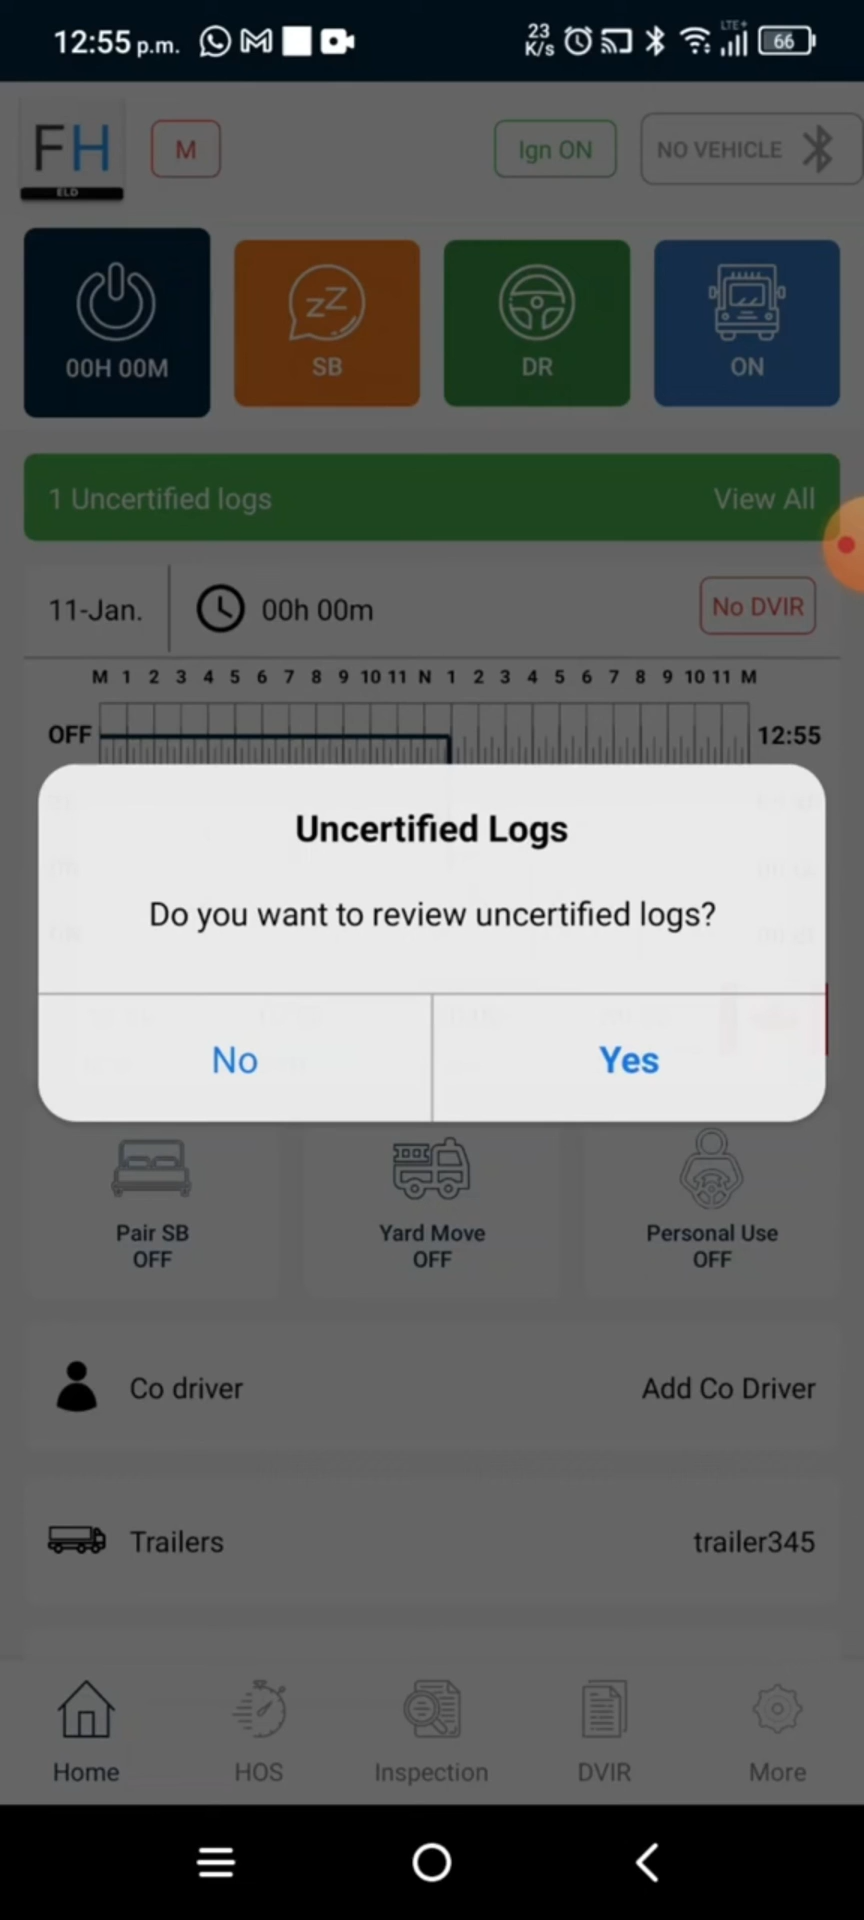 12:55 p.m.
23 K/s
LTE+
66
FH
ELD
M
Ign ON
NO VEHICLE
00H 00M
zZ
SB
DR
ON
1 Uncertified logs
View All
11-Jan.
00h 00m
No DVIR
M 1 2 3 4 5 6 7 8 9 10 11 N 1 2 3 4 5 6 7 8 9 10 11 M
OFF
12:55
Uncertified Logs
Do you want to review uncertified logs?
No
Yes
Pair SB
OFF
Yard Move
OFF
Personal Use
OFF
Co driver
Add Co Driver
Trailers
trailer345
Home
HOS
Inspection
DVIR
More